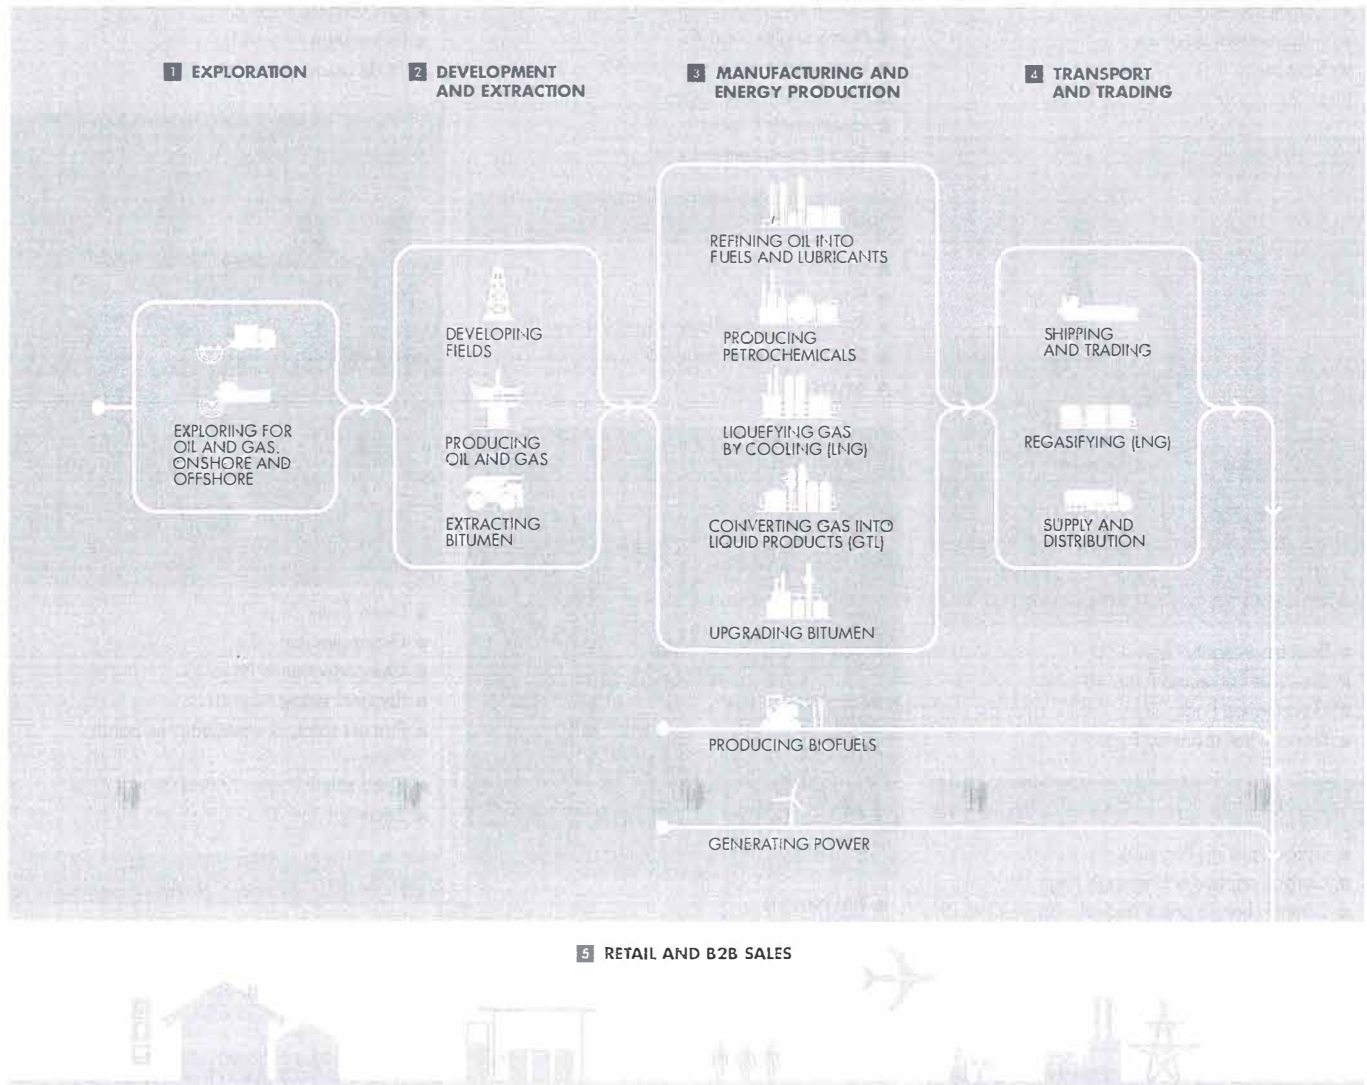 1 EXPLORATION
2 DEVELOPMENT
AND EXTRACTION
3 MANUFACTURING AND
ENERGY PRODUCTION
4 TRANSPORT
AND TRADING
EXPLORING FOR
OIL AND GAS,
ONSHORE AND
OFFSHORE
DEVELOPING
FIELDS
PRODUCING
OIL AND GAS
EXTRACTING
BITUMEN
REFINING OIL INTO
FUELS AND LUBRICANTS
PRODUCING
PETROCHEMICALS
LIQUEFYING GAS
BY COOLING (LNG)
CONVERTING GAS INTO
LIQUID PRODUCTS (GTL)
UPGRADING BITUMEN
SHIPPING
AND TRADING
REGASIFYING (LNG)
SUPPLY AND
DISTRIBUTION
PRODUCING BIOFUELS
GENERATING POWER
5 RETAIL AND B2B SALES